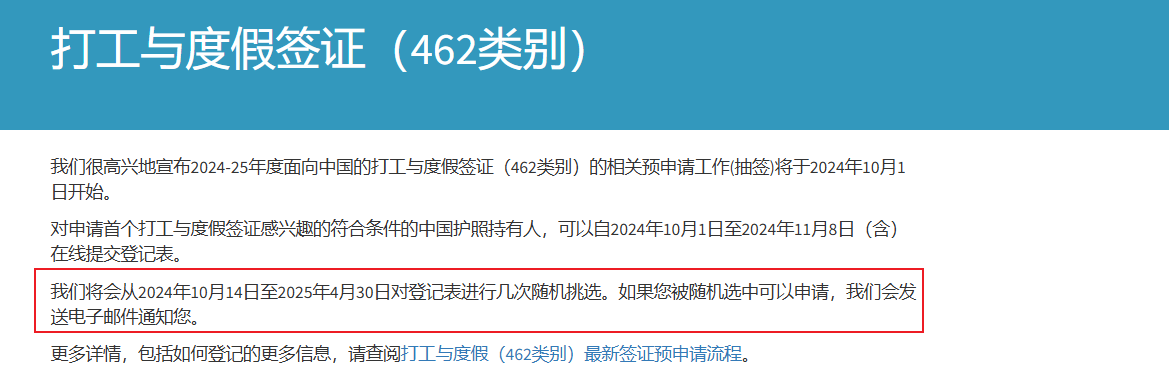 打工与度假签证（462类别）
我们很高兴地宣布2024-25年度面向中国的打工与度假签证（462类别）的相关预申请工作(抽签)将于2024年10月1
日开始。
对申请首个打工与度假签证感兴趣的符合条件的中国护照持有人，可以自2024年10月1日至2024年11月8日（含）
在线提交登记表。
我们将会从2024年10月14日至2025年4月30日对登记表进行几次随机挑选。如果您被随机选中可以申请，我们会发
送电子邮件通知您。
更多详情，包括如何登记的更多信息，请查阅打工与度假（462类别）最新签证预申请流程。